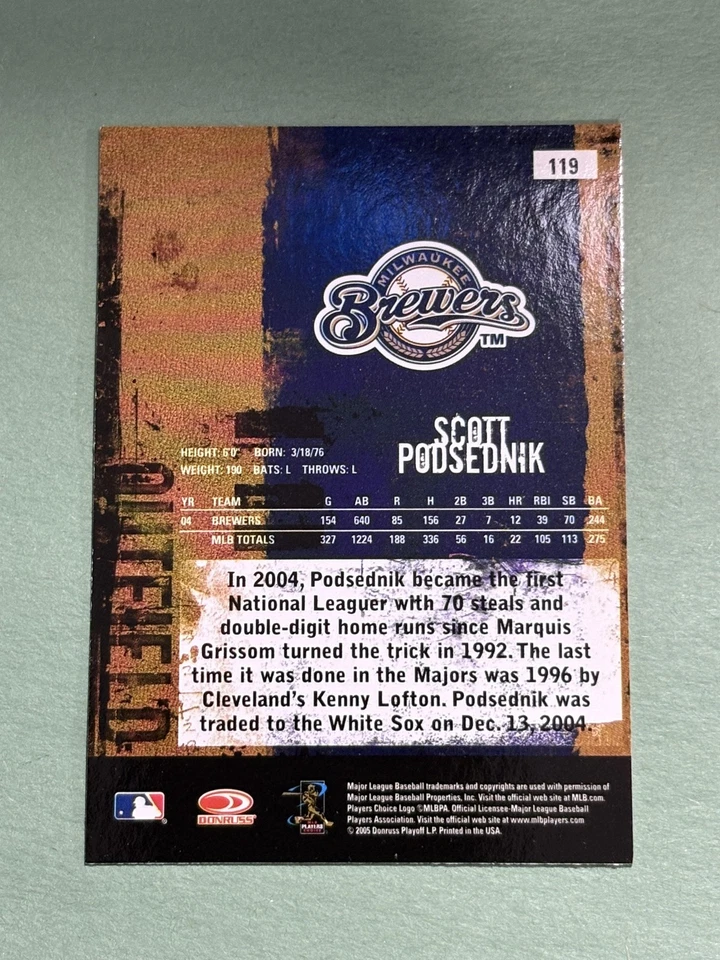 119
MILWAUKEE
Brewers
TM
SCOTT
PODSEDNIK
HEIGHT: 6'0" BORN: 3/18/76
WEIGHT: 190 BATS: L THROWS: L
YR TEAM G AB R H 2B 3B HR RBI SB BA
04 BREWERS 154 640 85 156 27 7 12 39 70 .244
MLB TOTALS 327 1224 188 336 56 16 22 105 113 .275
OUTFIELD
In 2004, Podsednik became the first
National Leaguer with 70 steals and
double-digit home runs since Marquis
Grissom turned the trick in 1992. The last
time it was done in the Majors was 1996 by
Cleveland's Kenny Lofton. Podsednik was
traded to the White Sox on Dec. 13, 2004.
DONRUSS
PLAYERS
CHOICE
Major League Baseball trademarks and copyrights are used with permission of
Major League Baseball Properties, Inc. Visit the official web site at MLB.com.
Players Choice Logo ©MLBPA. Official Licensee-Major League Baseball
Players Association. Visit the official web site at www.mlbplayers.com
© 2005 Donruss Playoff L.P. Printed in the USA.